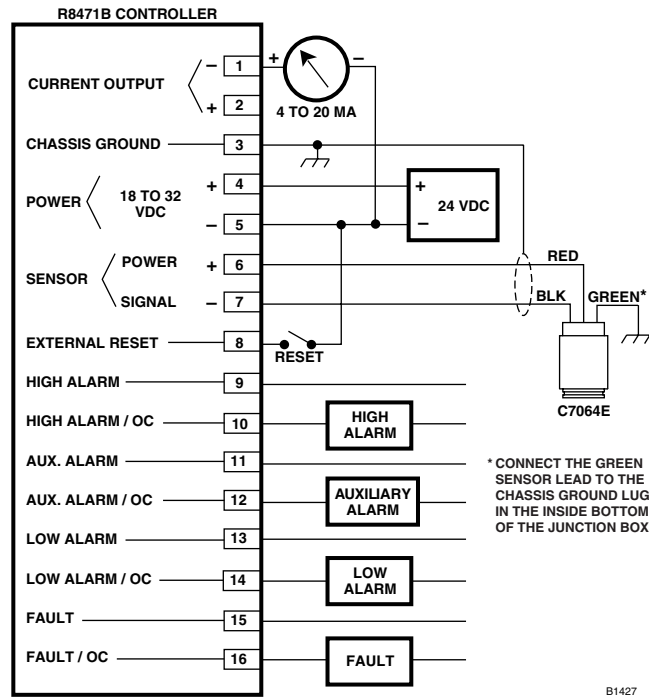 R8471B CONTROLLER
CURRENT OUTPUT
– 1
+ 2
+ –
4 TO 20 MA
CHASSIS GROUND 3
POWER 18 TO 32 VDC
+ 4
– 5
+
–
24 VDC
SENSOR
POWER + 6
SIGNAL – 7
RED
BLK
GREEN*
C7064E
EXTERNAL RESET 8
RESET
HIGH ALARM 9
HIGH ALARM / OC 10
HIGH
ALARM
AUX. ALARM 11
AUX. ALARM / OC 12
AUXILIARY
ALARM
LOW ALARM 13
LOW ALARM / OC 14
LOW
ALARM
FAULT 15
FAULT / OC 16
FAULT
* CONNECT THE GREEN
SENSOR LEAD TO THE
CHASSIS GROUND LUG
IN THE INSIDE BOTTOM
OF THE JUNCTION BOX
B1427